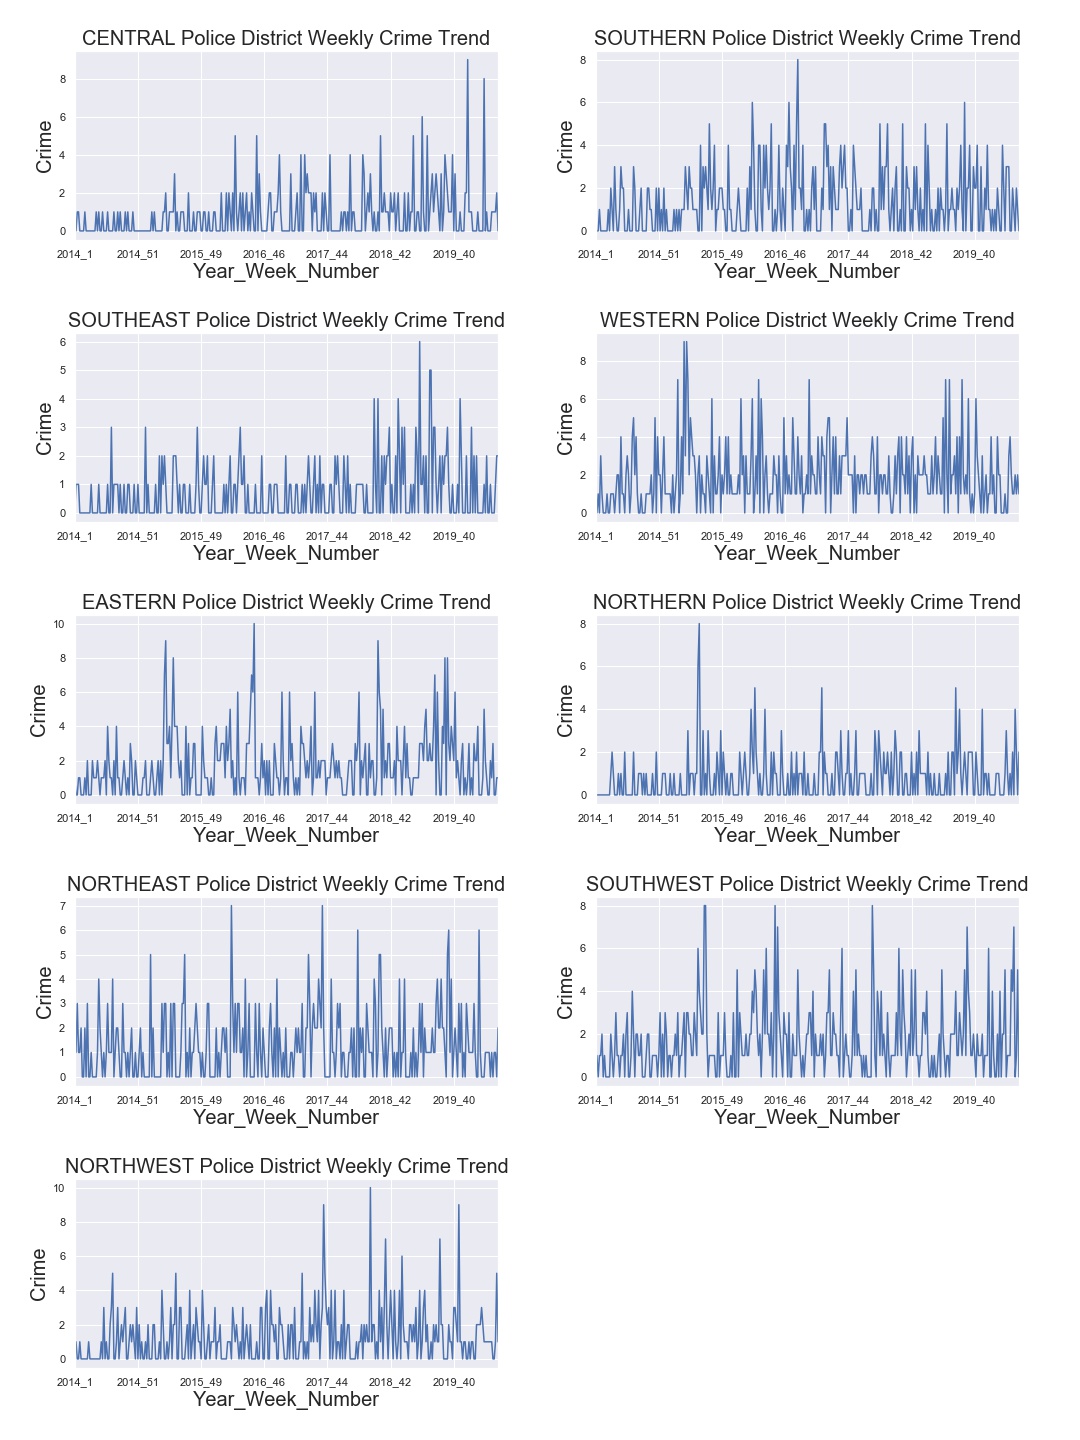 CENTRAL Police District Weekly Crime Trend
Crime
8
6
4
2
0
2014_1 2014_51 2015_49 2016_46 2017_44 2018_42 2019_40
Year_Week_Number
SOUTHERN Police District Weekly Crime Trend
Crime
8
6
4
2
0
2014_1 2014_51 2015_49 2016_46 2017_44 2018_42 2019_40
Year_Week_Number
SOUTHEAST Police District Weekly Crime Trend
Crime
6
5
4
3
2
1
0
2014_1 2014_51 2015_49 2016_46 2017_44 2018_42 2019_40
Year_Week_Number
WESTERN Police District Weekly Crime Trend
Crime
8
6
4
2
0
2014_1 2014_51 2015_49 2016_46 2017_44 2018_42 2019_40
Year_Week_Number
EASTERN Police District Weekly Crime Trend
Crime
10
8
6
4
2
0
2014_1 2014_51 2015_49 2016_46 2017_44 2018_42 2019_40
Year_Week_Number
NORTHERN Police District Weekly Crime Trend
Crime
8
6
4
2
0
2014_1 2014_51 2015_49 2016_46 2017_44 2018_42 2019_40
Year_Week_Number
NORTHEAST Police District Weekly Crime Trend
Crime
7
6
5
4
3
2
1
0
2014_1 2014_51 2015_49 2016_46 2017_44 2018_42 2019_40
Year_Week_Number
SOUTHWEST Police District Weekly Crime Trend
Crime
8
6
4
2
0
2014_1 2014_51 2015_49 2016_46 2017_44 2018_42 2019_40
Year_Week_Number
NORTHWEST Police District Weekly Crime Trend
Crime
10
8
6
4
2
0
2014_1 2014_51 2015_49 2016_46 2017_44 2018_42 2019_40
Year_Week_Number